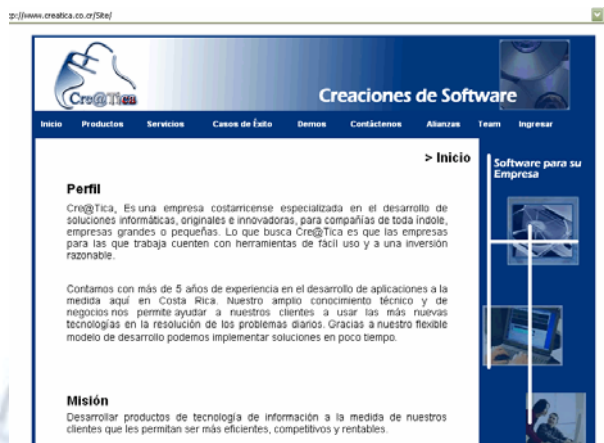 tp://www.creatica.co.cr/Site/
Cre@Tica
Creaciones de Software
Inicio Productos Servicios Casos de Éxito Demos Contáctenos Alianzas Team Ingresar
> Inicio
Software para su
Empresa
Perfil
Cre@Tica, Es una empresa costarricense especializada en el desarrollo de
soluciones informáticas, originales e innovadoras, para compañías de toda índole,
empresas grandes o pequeñas. Lo que busca Cre@Tica es que las empresas
para las que trabaja cuenten con herramientas de fácil uso y a una inversión
razonable.
Contamos con más de 5 años de experiencia en el desarrollo de aplicaciones a la
medida aquí en Costa Rica. Nuestro amplio conocimiento técnico y de
negocios nos permite ayudar a nuestros clientes a usar las más nuevas
tecnologías en la resolución de los problemas diarios. Gracias a nuestro flexible
modelo de desarrollo podemos implementar soluciones en poco tiempo.
Misión
Desarrollar productos de tecnología de información a la medida de nuestros
clientes que les permitan ser más eficientes, competitivos y rentables.